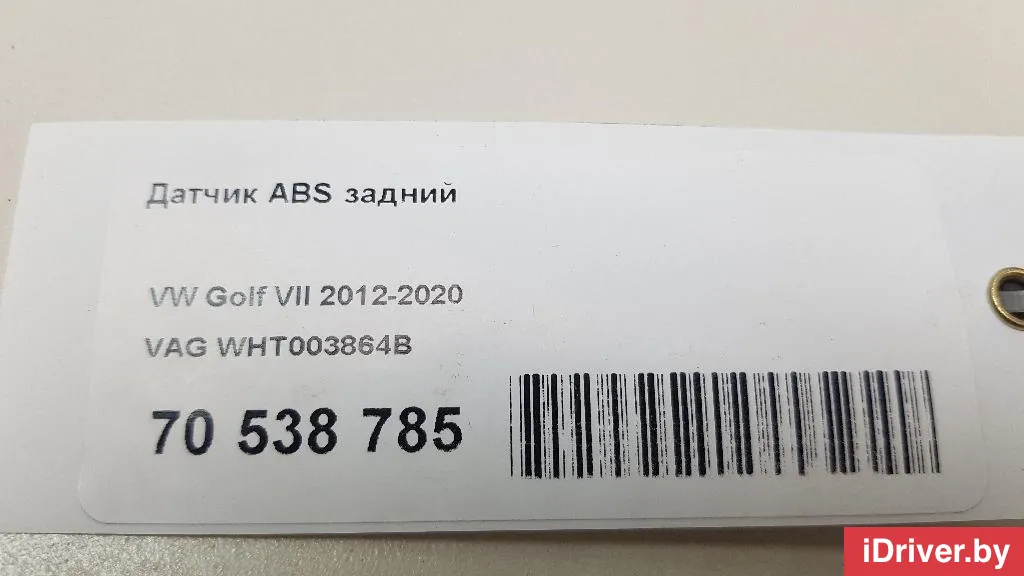 Датчик ABS задний
VW Golf VII 2012-2020
VAG WHT003864B
70 538 785
iDriver.by